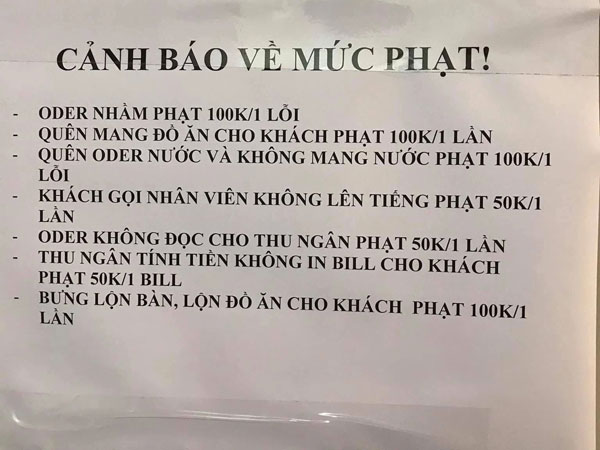 CẢNH BÁO VỀ MỨC PHẠT!
- ODER NHẦM PHẠT 100K/1 LỖI
- QUÊN MANG ĐỒ ĂN CHO KHÁCH PHẠT 100K/1 LẦN
- QUÊN ODER NƯỚC VÀ KHÔNG MANG NƯỚC PHẠT 100K/1
LỖI
- KHÁCH GỌI NHÂN VIÊN KHÔNG LÊN TIẾNG PHẠT 50K/1
LẦN
- ODER KHÔNG ĐỌC CHO THU NGÂN PHẠT 50K/1 LẦN
- THU NGÂN TÍNH TIỀN KHÔNG IN BILL CHO KHÁCH
PHẠT 50K/1 BILL
- BƯNG LỘN BÀN, LỘN ĐỒ ĂN CHO KHÁCH PHẠT 100K/1
LẦN